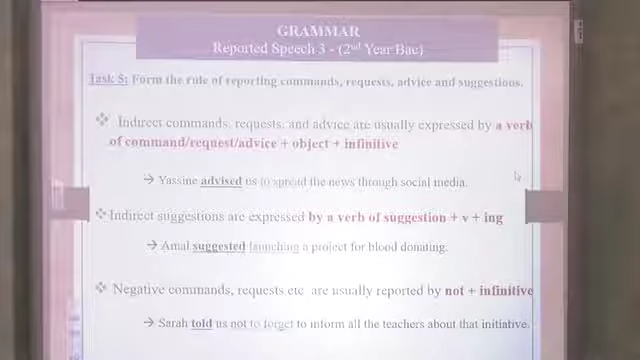 GRAMMAR
Reported Speech 3 - (2nd Year Bac)
Task 5: Form the rule of reporting commands, requests, advice and suggestions.
❖ Indirect commands, requests, and advice are usually expressed by a verb
of command/request/advice + object + infinitive
→ Yassine advised us to spread the news through social media.
❖ Indirect suggestions are expressed by a verb of suggestion + v + ing
→ Amal suggested launching a project for blood donating.
❖ Negative commands, requests etc are usually reported by not + infinitive
→ Sarah told us not to forget to inform all the teachers about that initiative.